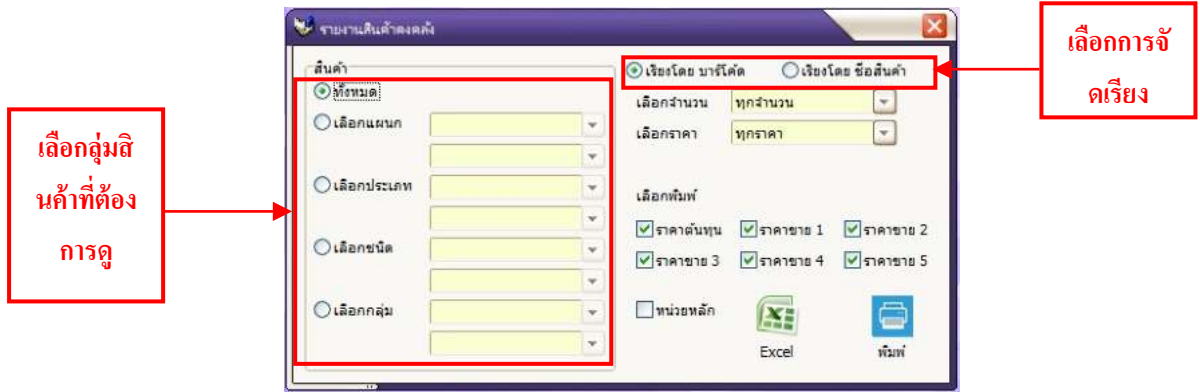 รายงานสินค้าคงคลัง
สินค้า
ทั้งหมด
เลือกแผนก
เลือกประเภท
เลือกชนิด
เลือกกลุ่ม
เรียงโดย บาร์โค้ด
เรียงโดย ชื่อสินค้า
เลือกจำนวน ทุกจำนวน
เลือกราคา ทุกราคา
เลือกพิมพ์
ราคาต้นทุน ราคาขาย 1 ราคาขาย 2
ราคาขาย 3 ราคาขาย 4 ราคาขาย 5
หน่วยหลัก
Excel พิมพ์
เลือกลุ่มสิ
นค้าที่ต้อง
การดู
เลือกการจั
ดเรียง